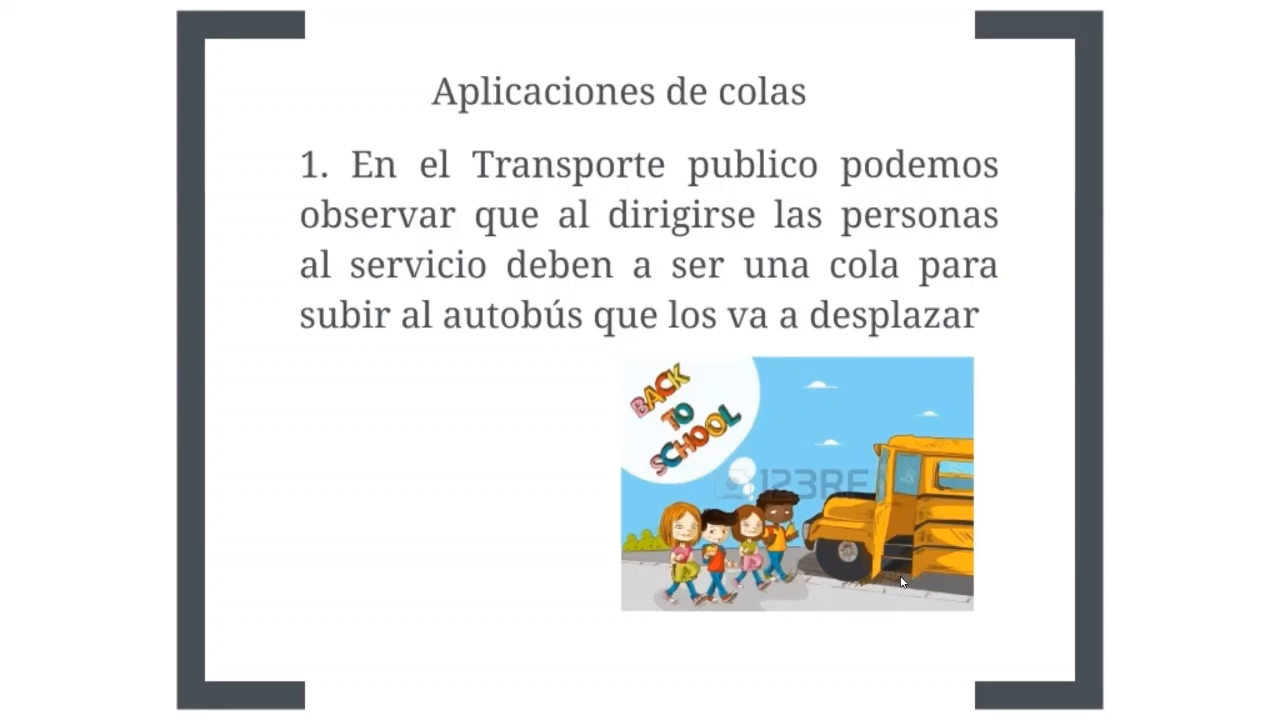 Aplicaciones de colas
1. En el Transporte publico podemos
observar que al dirigirse las personas
al servicio deben a ser una cola para
subir al autobús que los va a desplazar
BACK
TO
SCHOOL
123RF